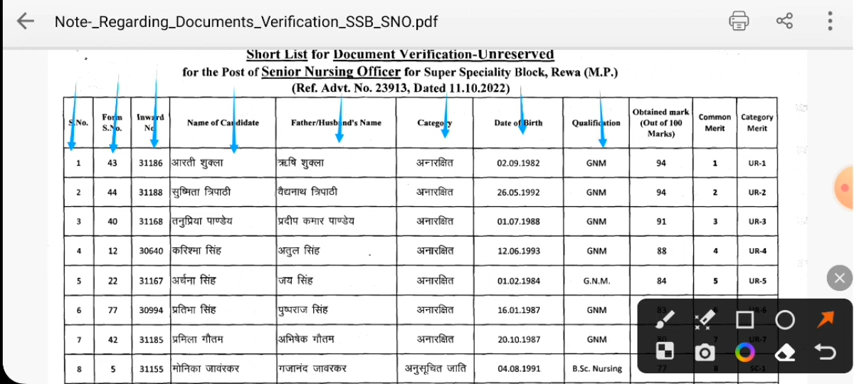 Note-_Regarding_Documents_Verification_SSB_SNO.pdf
Short List for Document Verification-Unreserved
for the Post of Senior Nursing Officer for Super Speciality Block, Rewa (M.P.)
(Ref. Advt. No. 23913, Dated 11.10.2022)
S.No. Form S.No. Inward No. Name of Candidate Father/Husband's Name Category Date of Birth Qualification Obtained mark (Out of 100 Marks) Common Merit Category Merit
1 43 31186 आरती शुक्ला ऋषि शुक्ला अनारक्षित 02.09.1982 GNM 94 1 UR-1
2 44 31188 सुष्मिता त्रिपाठी वैद्यनाथ त्रिपाठी अनारक्षित 26.05.1992 GNM 94 2 UR-2
3 40 31168 तनुप्रिया पाण्डेय प्रदीप कमार पाण्डेय अनारक्षित 01.07.1988 GNM 91 3 UR-3
4 12 30640 करिश्मा सिंह अतुल सिंह अनारक्षित 12.06.1993 GNM 88 4 UR-4
5 22 31167 अर्चना सिंह जय सिंह अनारक्षित 01.02.1984 G.N.M. 84 5 UR-5
6 77 30994 प्रतिभा सिंह पुष्पराज सिंह अनारक्षित 16.01.1987 GNM
7 42 31185 प्रमिला गौतम अभिषेक गौतम अनारक्षित 20.10.1987 GNM
8 5 31155 मोनिका जावंरकर गजानंद जावरकर अनुसूचित जाति 04.08.1991 B.Sc. Nursing 77 SC-1